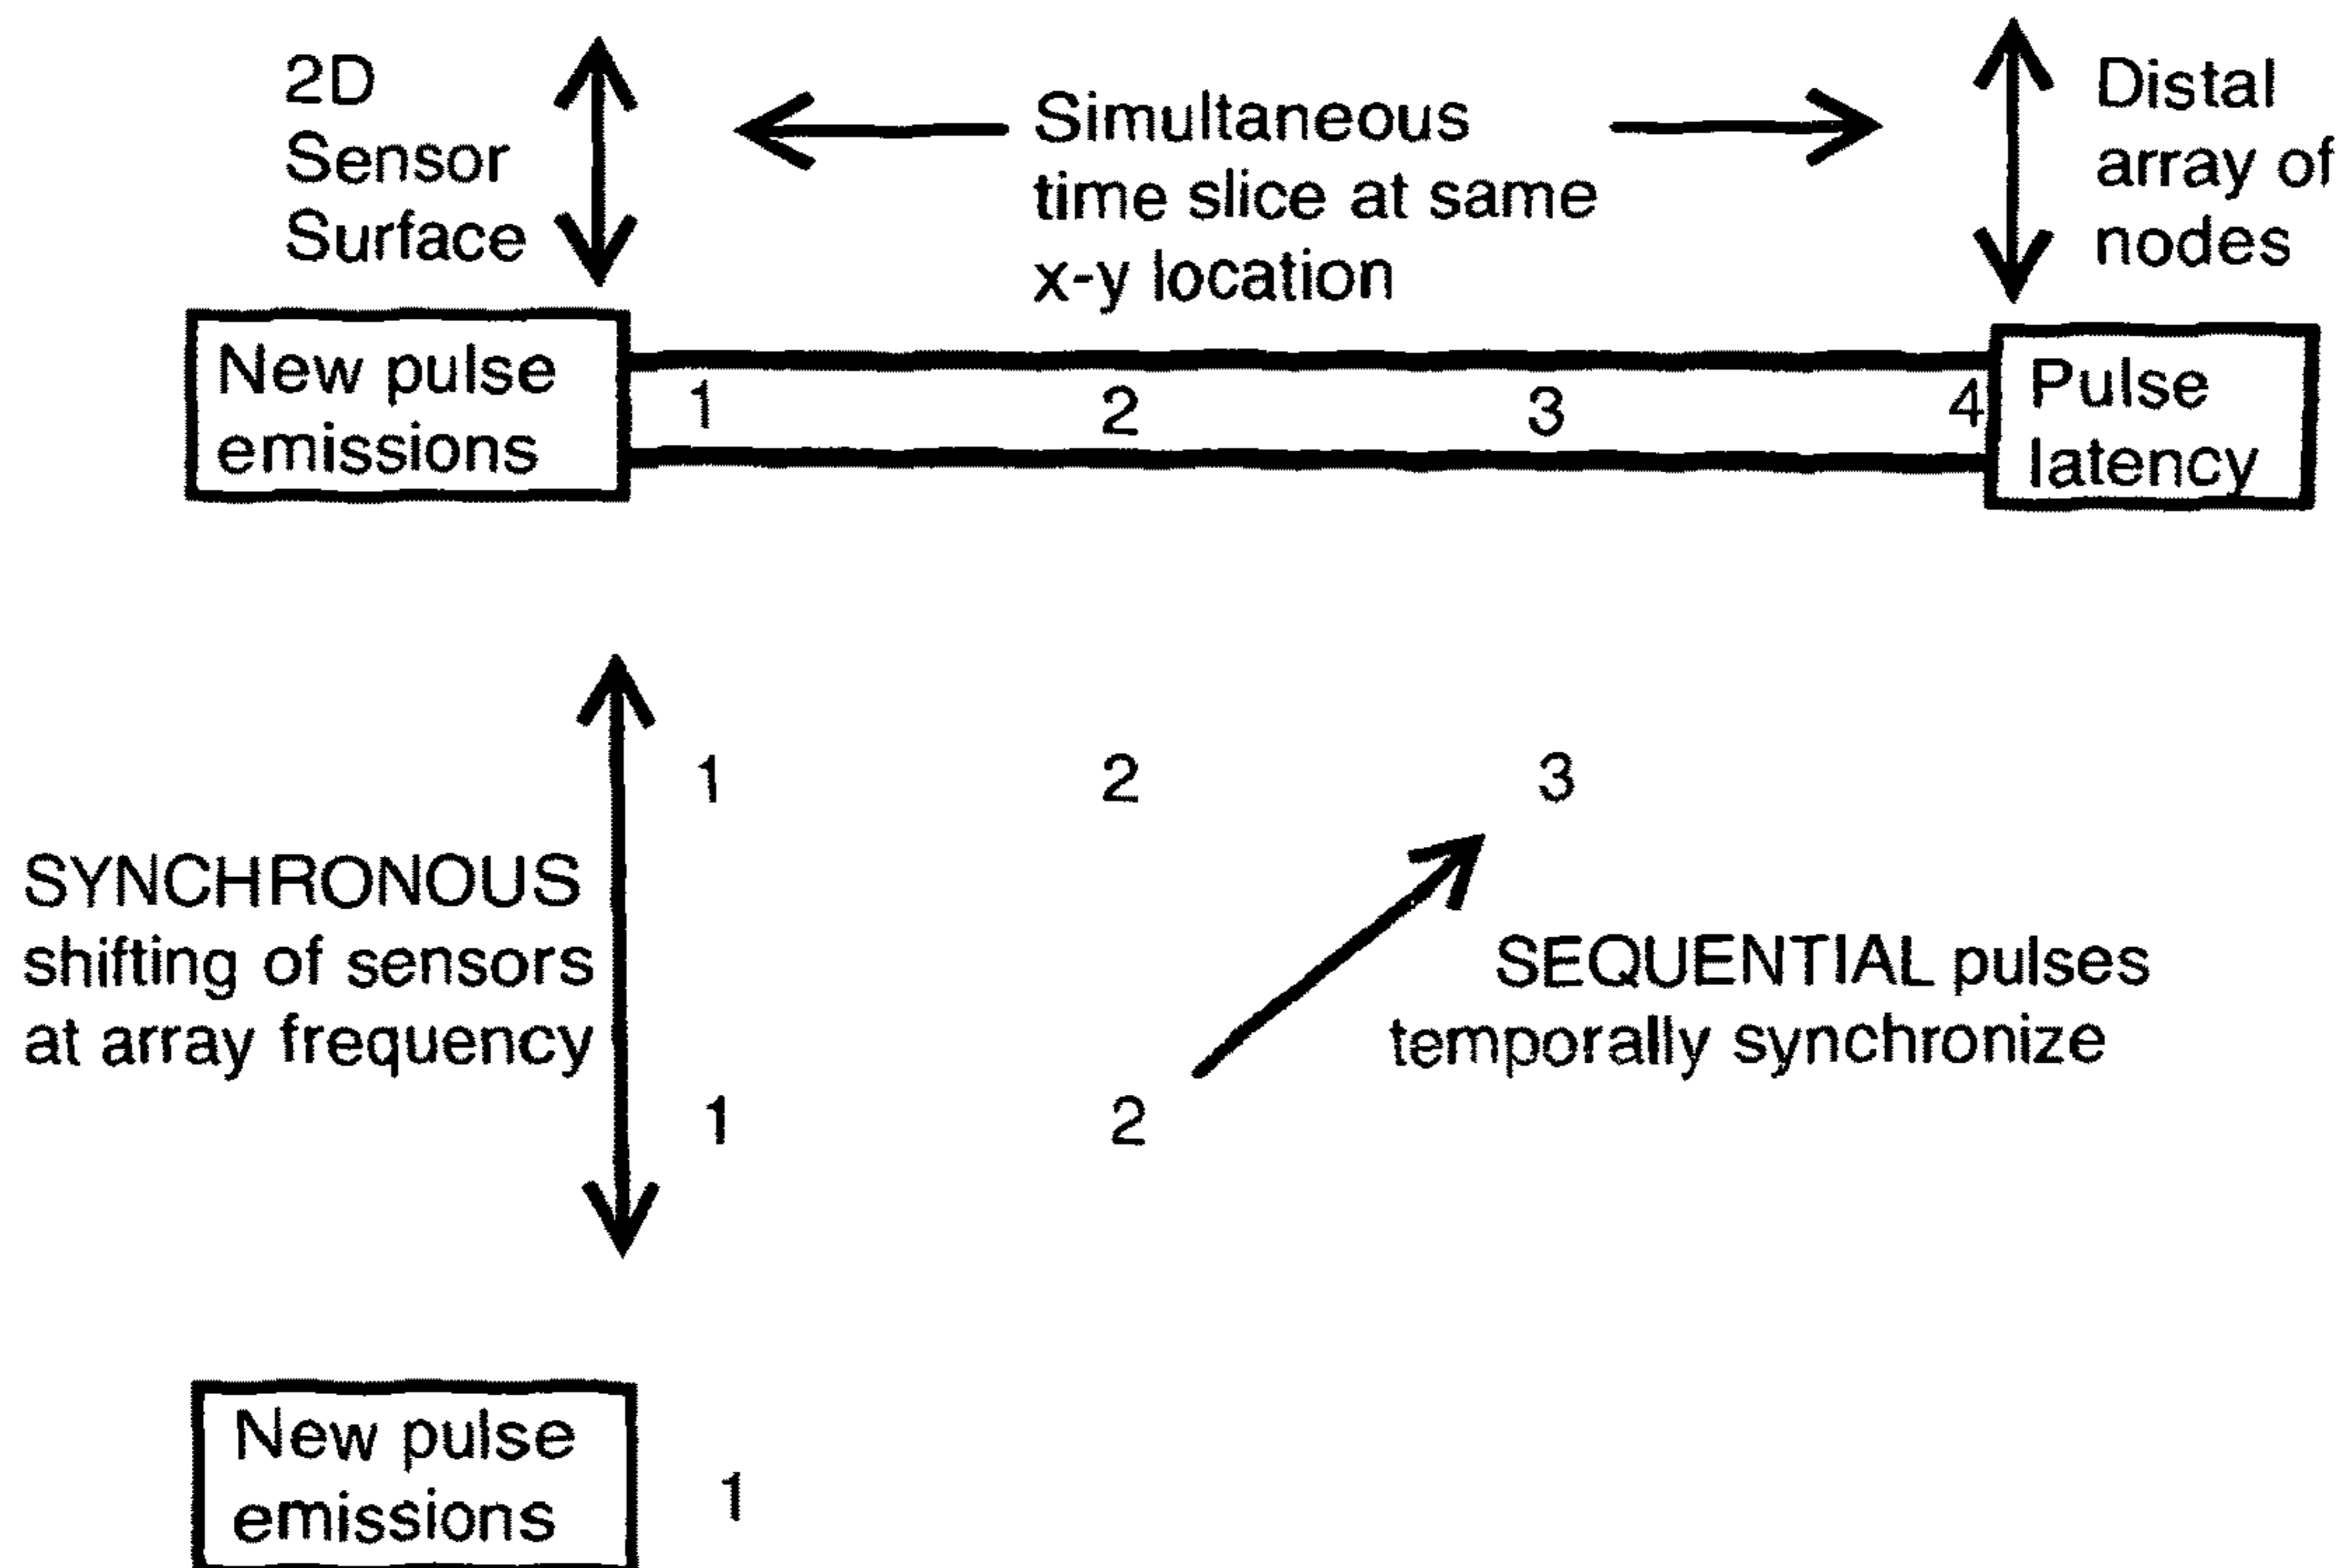 2D
Sensor
Surface
Simultaneous
time slice at same
x-y location
Distal
array of
nodes
New pulse
emissions
1 2 3 4
Pulse
latency
1 2 3
SYNCHRONOUS
shifting of sensors
at array frequency
SEQUENTIAL pulses
temporally synchronize
1 2
New pulse
emissions
1